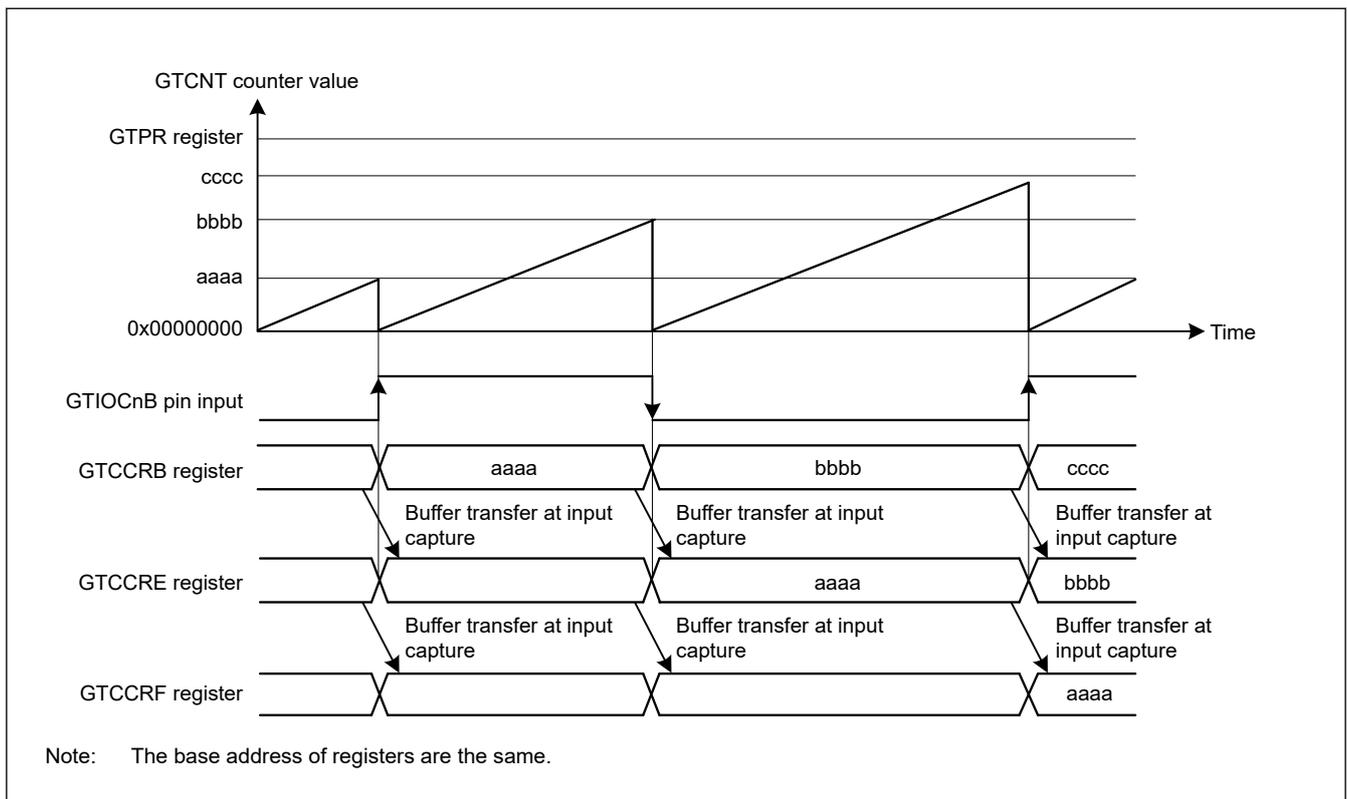 GTCNT counter value
GTPR register
cccc
bbbb
aaaa
0x00000000
Time
GTIOCnB pin input
GTCCRB register
aaaa
bbbb
cccc
Buffer transfer at input
capture
Buffer transfer at input
capture
Buffer transfer at
input capture
GTCCRE register
aaaa
bbbb
Buffer transfer at input
capture
Buffer transfer at input
capture
Buffer transfer at
input capture
GTCCRF register
aaaa
Note: The base address of registers are the same.